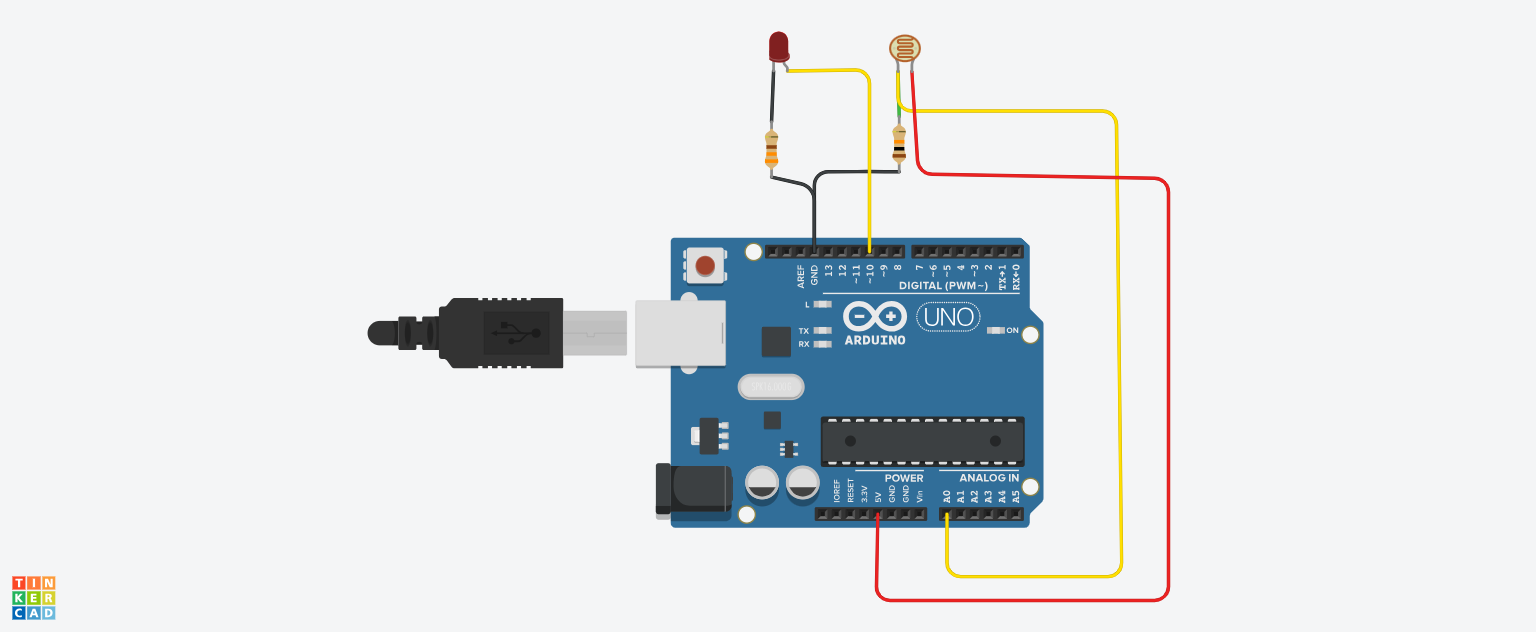 AREF
GND
13
12
~11
~10
~9
8
7
~6
~5
4
~3
2
TX→1
RX←0
DIGITAL (PWM~)
L
TX
RX
UNO
ON
ARDUINO
POWER
ANALOG IN
IOREF
RESET
3.3V
5V
GND
GND
Vin
A0
A1
A2
A3
A4
A5
TIN
KER
CAD